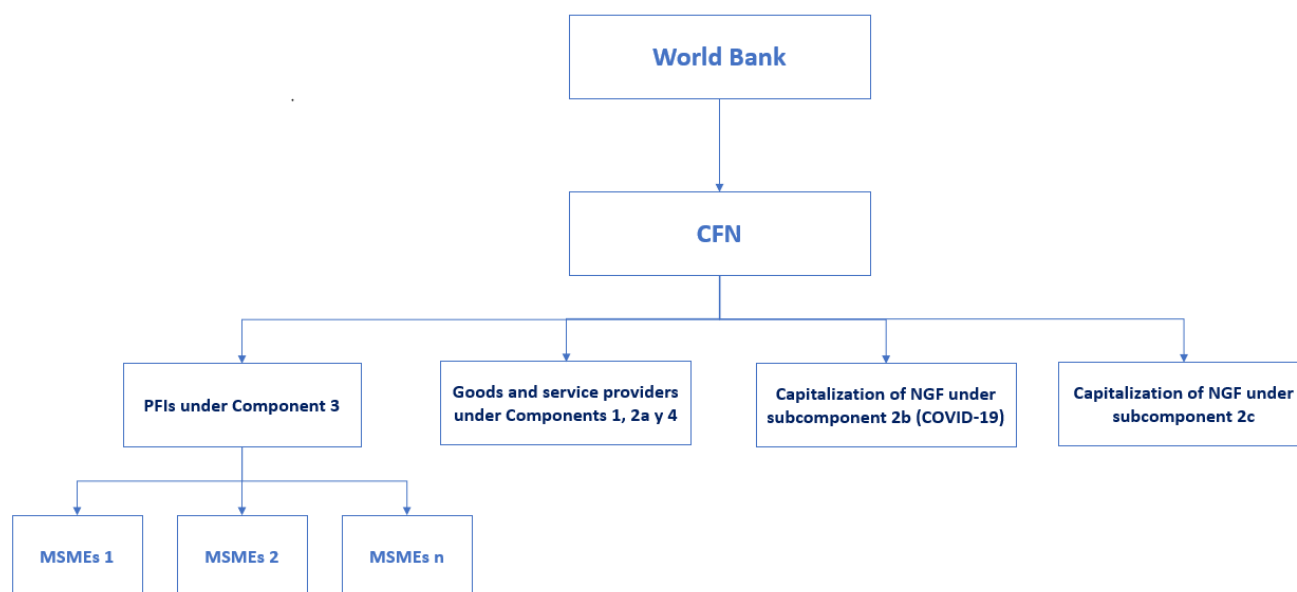 World Bank
CFN
PFIs under Component 3
Goods and service providers
under Components 1, 2a y 4
Capitalization of NGF under
subcomponent 2b (COVID-19)
Capitalization of NGF under
subcomponent 2c
MSMEs 1
MSMEs 2
MSMEs n